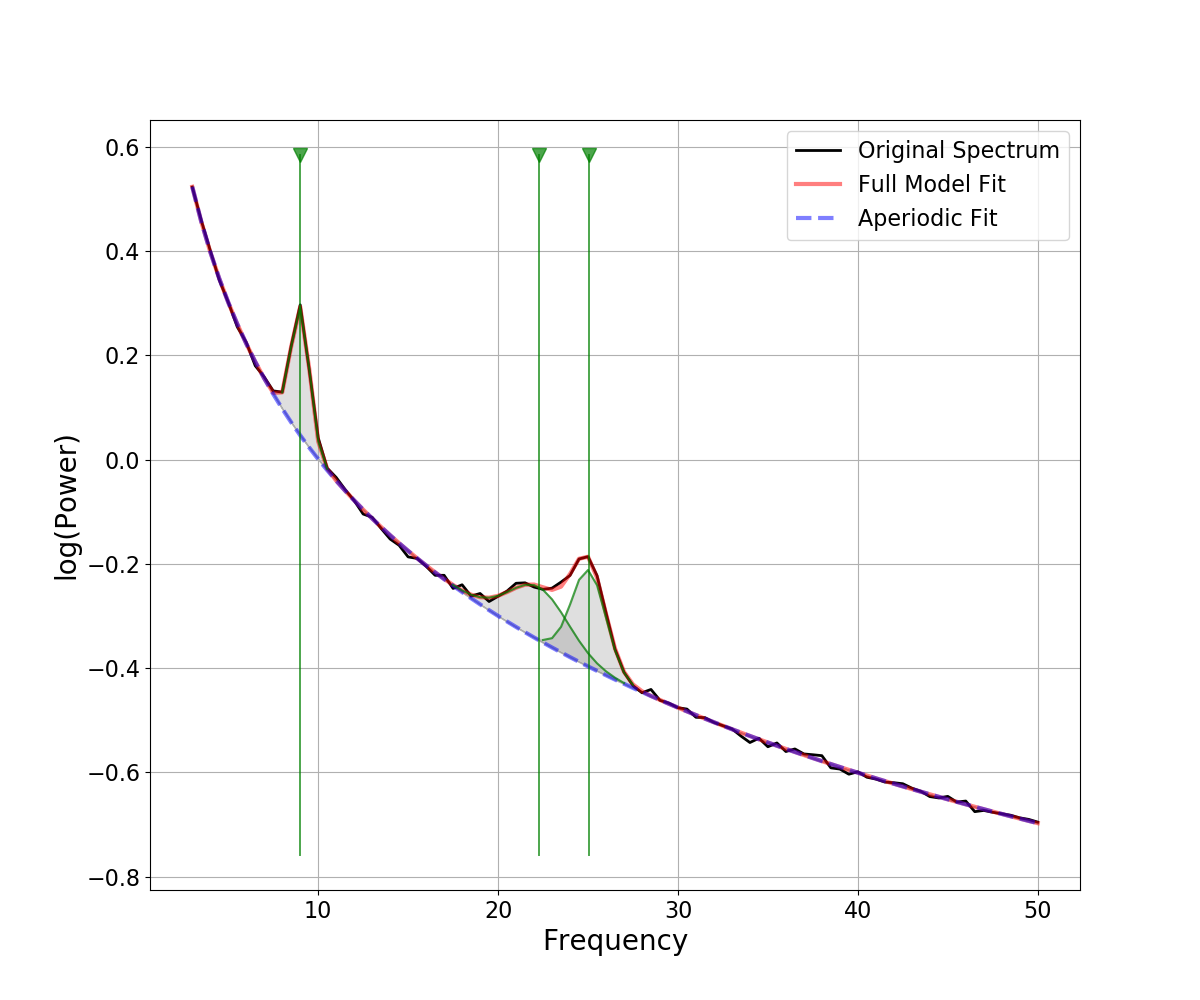 0.6
0.4
0.2
0.0
−0.2
−0.4
−0.6
−0.8
log(Power)
Original Spectrum
Full Model Fit
Aperiodic Fit
10 20 30 40 50
Frequency